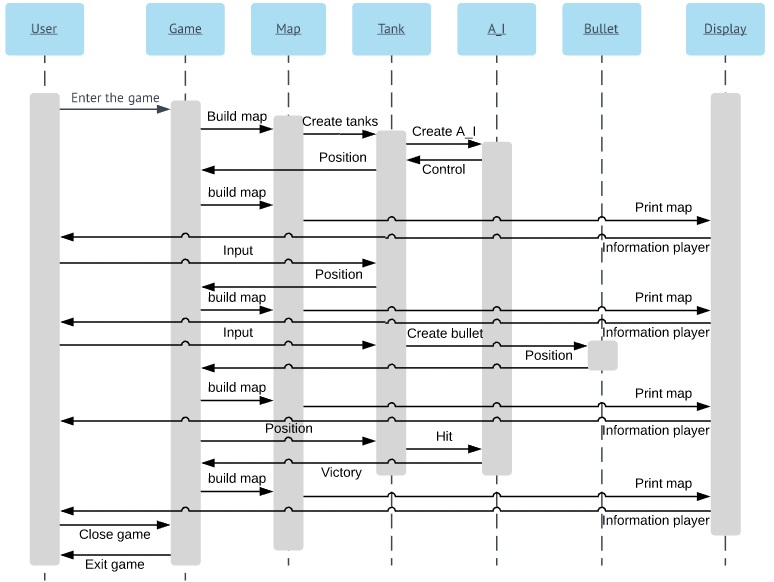 User
Game
Map
Tank
A_I
Bullet
Display
Enter the game
Build map
Create tanks
Create A_I
Position
Control
build map
Print map
Information player
Input
Position
build map
Print map
Information player
Input
Create bullet
Position
build map
Print map
Information player
Position
Hit
Victory
build map
Print map
Information player
Close game
Exit game